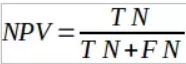 NPV = TN / (TN + FN)